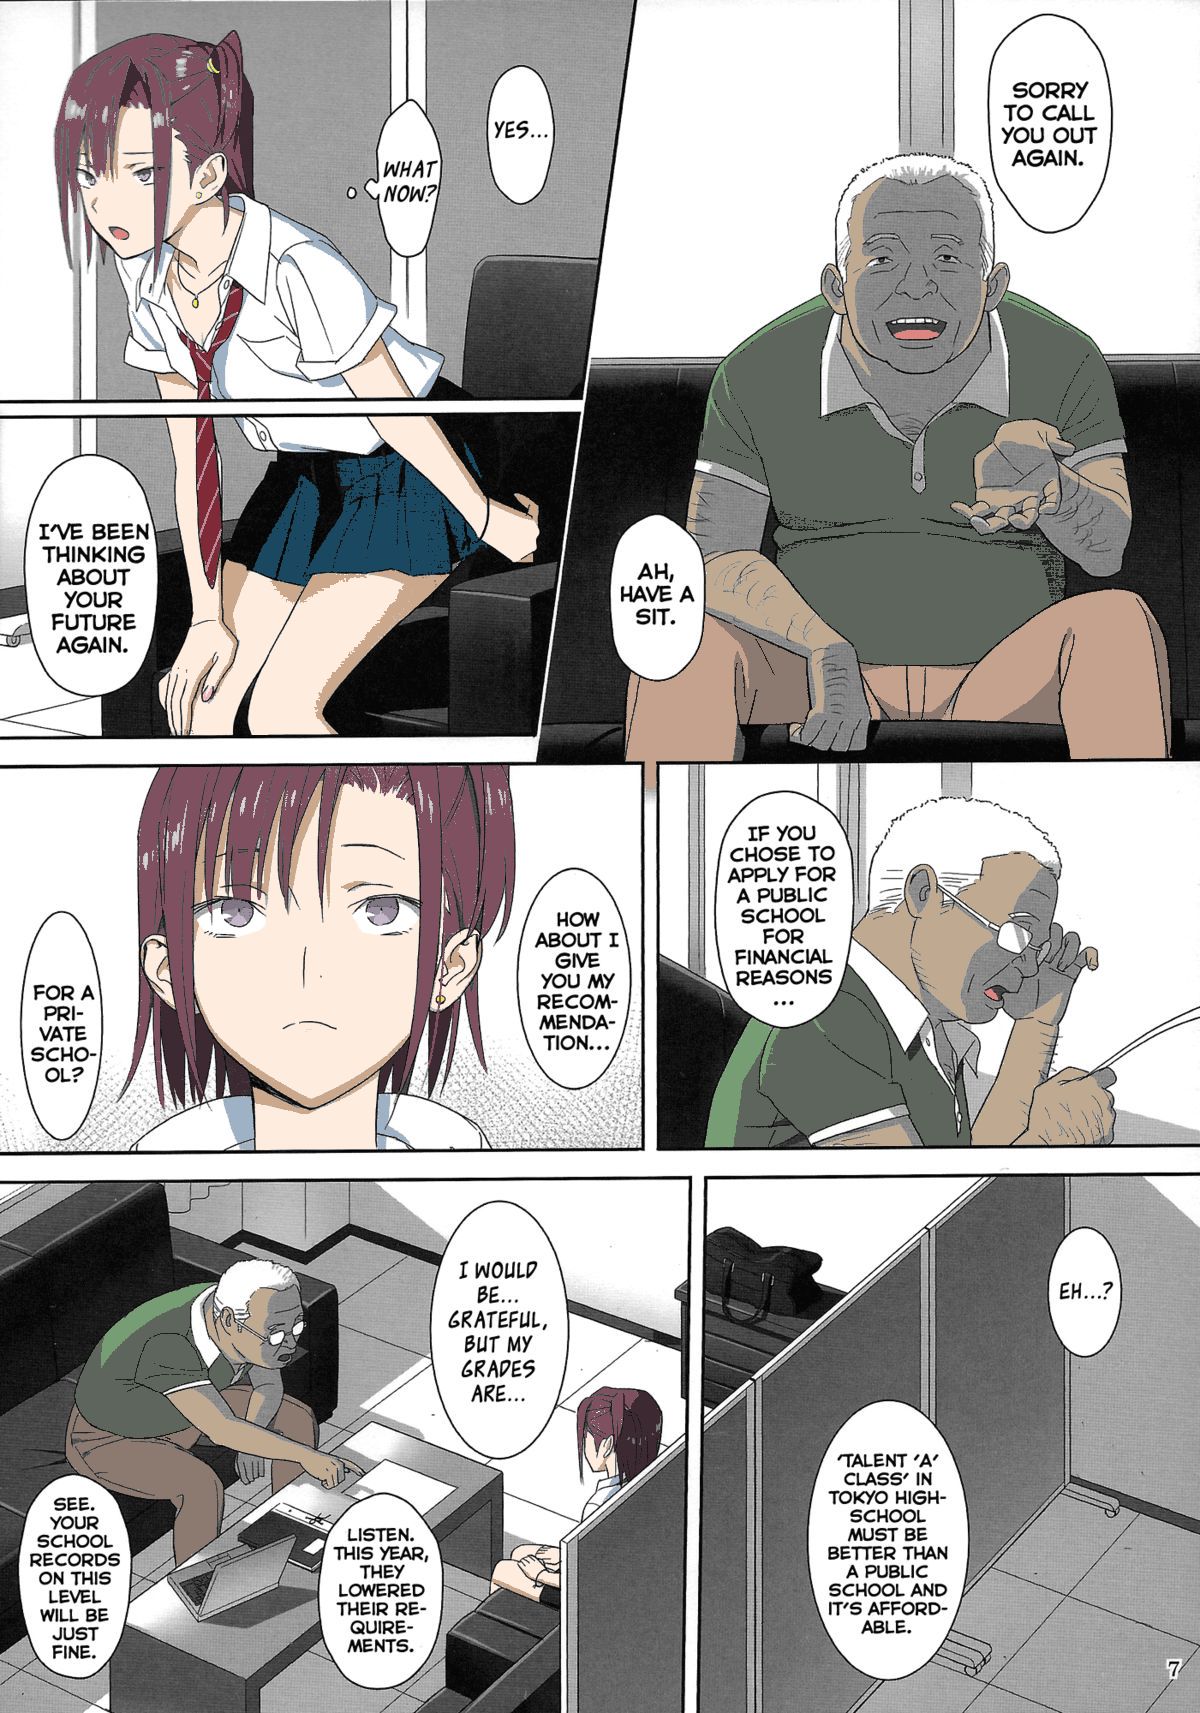 SORRY
TO CALL
YOU OUT
AGAIN.
AH,
HAVE A
SIT.
YES...
WHAT
NOW?
I'VE BEEN
THINKING
ABOUT
YOUR
FUTURE
AGAIN.
IF YOU
CHOSE TO
APPLY FOR
A PUBLIC
SCHOOL
FOR
FINANCIAL
REASONS
...
HOW
ABOUT I
GIVE
YOU MY
RECOM-
MENDA-
TION...
FOR A
PRI-
VATE
SCHO-
OL?
EH...?
'TALENT 'A'
CLASS' IN
TOKYO HIGH-
SCHOOL
MUST BE
BETTER THAN
A PUBLIC
SCHOOL AND
IT'S AFFORD-
ABLE.
I WOULD
BE...
GRATEFUL,
BUT MY
GRADES
ARE...
LISTEN.
THIS YEAR,
THEY
LOWERED
THEIR RE-
QUIRE-
MENTS.
SEE.
YOUR
SCHOOL
RECORDS
ON THIS
LEVEL
WILL BE
JUST
FINE.
7